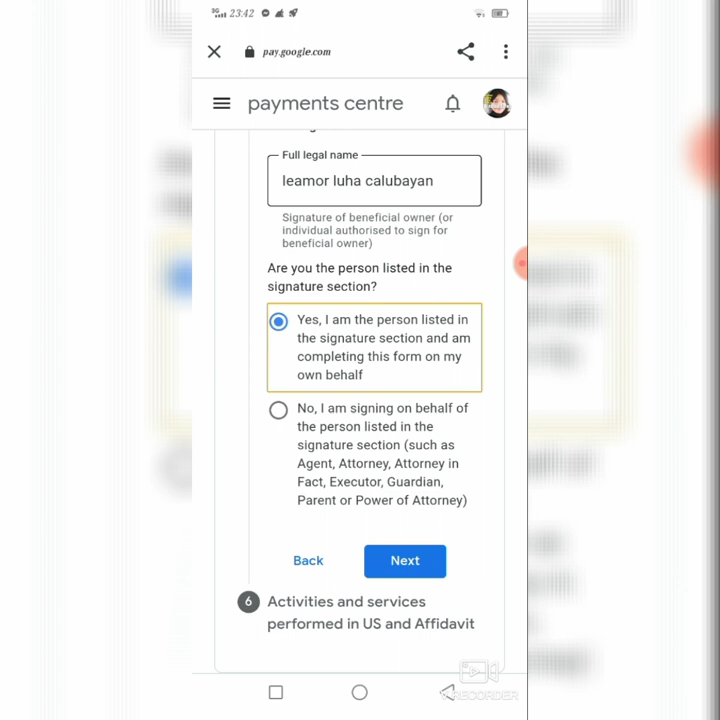 23:42
pay.google.com
payments centre
Full legal name
leamor luha calubayan
Signature of beneficial owner (or
individual authorised to sign for
beneficial owner)
Are you the person listed in the
signature section?
Yes, I am the person listed in
the signature section and am
completing this form on my
own behalf
No, I am signing on behalf of
the person listed in the
signature section (such as
Agent, Attorney, Attorney in
Fact, Executor, Guardian,
Parent or Power of Attorney)
Back
Next
6 Activities and services
performed in US and Affidavit
RECORDER